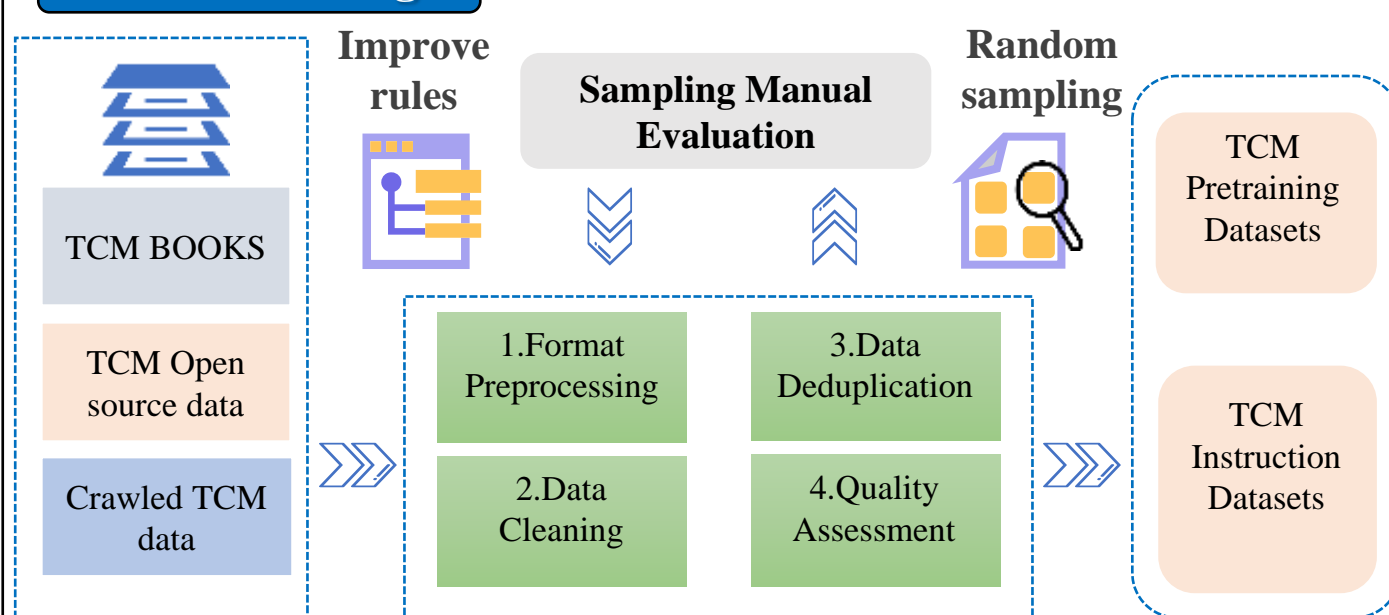 TCM BOOKS
TCM Open
source data
Crawled TCM
data
Improve
rules
Sampling Manual
Evaluation
Random
sampling
1.Format
Preprocessing
2.Data
Cleaning
3.Data
Deduplication
4.Quality
Assessment
TCM
Pretraining
Datasets
TCM
Instruction
Datasets